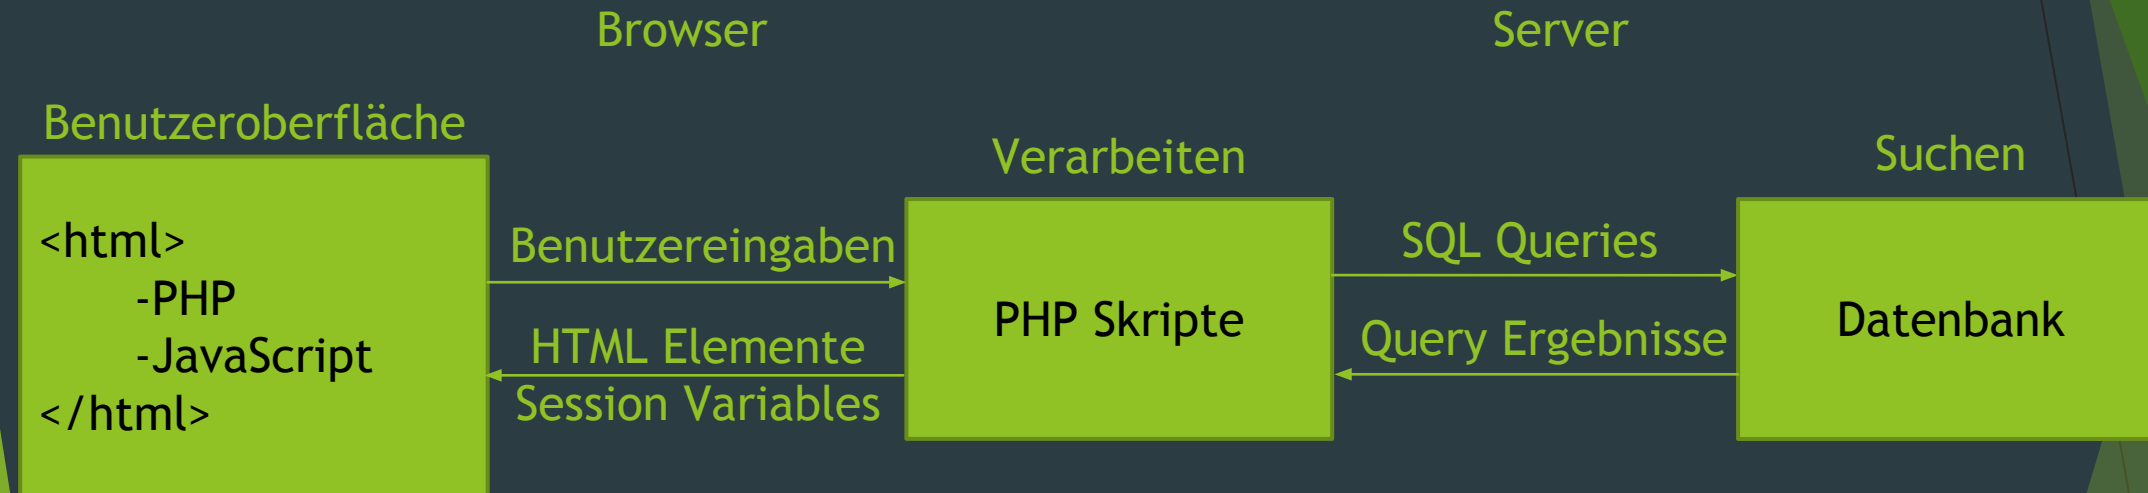 Browser
Server
Benutzeroberfläche
Verarbeiten
Suchen
<html>
-PHP
-JavaScript
</html>
Benutzereingaben
HTML Elemente
Session Variables
PHP Skripte
SQL Queries
Query Ergebnisse
Datenbank